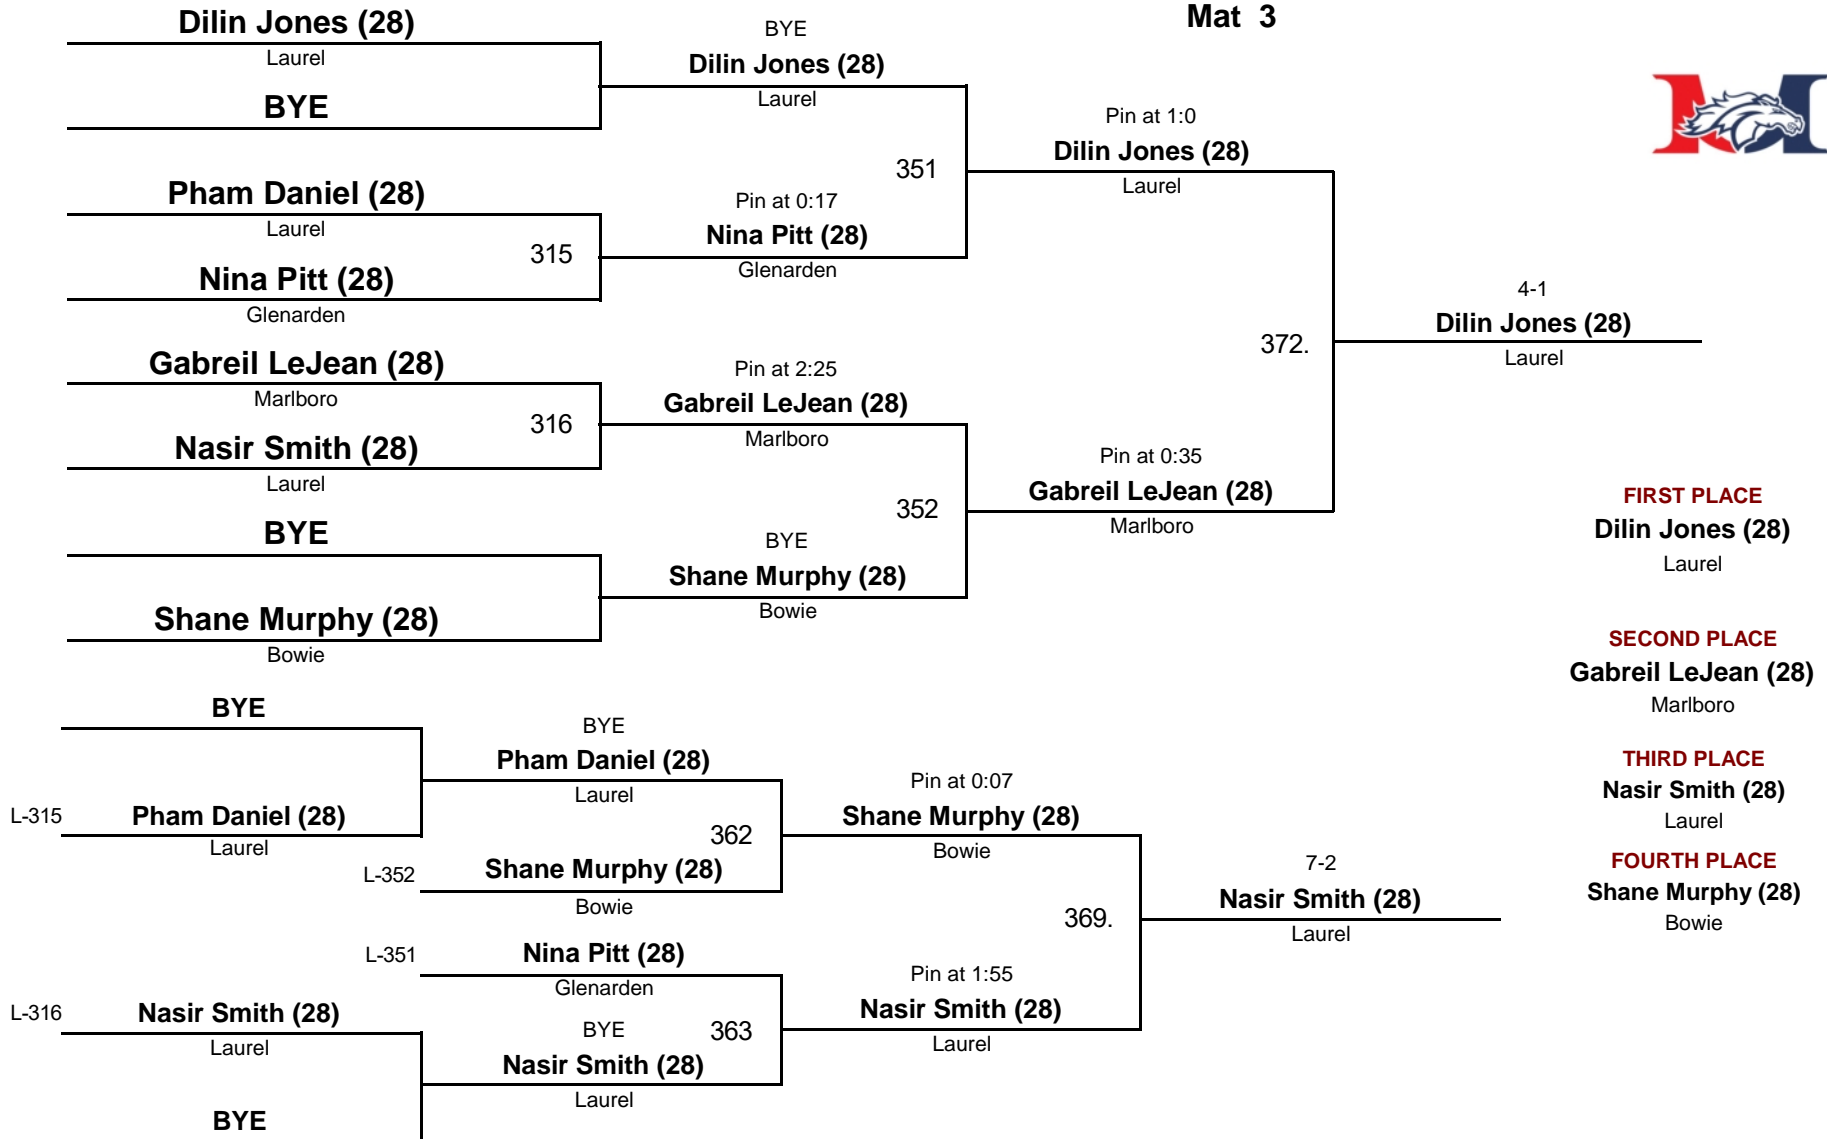 Mat 3
Dilin Jones (28)
Laurel
BYE
Pham Daniel (28)
Laurel
315
Nina Pitt (28)
Glenarden
Gabreil LeJean (28)
Marlboro
316
Nasir Smith (28)
Laurel
BYE
Shane Murphy (28)
Bowie
BYE
Dilin Jones (28)
Laurel
351
Pin at 0:17
Nina Pitt (28)
Glenarden
Pin at 2:25
Gabreil LeJean (28)
Marlboro
352
BYE
Shane Murphy (28)
Bowie
Pin at 1:0
Dilin Jones (28)
Laurel
372.
Pin at 0:35
Gabreil LeJean (28)
Marlboro
4-1
Dilin Jones (28)
Laurel
FIRST PLACE
Dilin Jones (28)
Laurel
SECOND PLACE
Gabreil LeJean (28)
Marlboro
THIRD PLACE
Nasir Smith (28)
Laurel
FOURTH PLACE
Shane Murphy (28)
Bowie
BYE
L-315
Pham Daniel (28)
Laurel
L-316
Nasir Smith (28)
Laurel
BYE
BYE
Pham Daniel (28)
Laurel
362
L-352
Shane Murphy (28)
Bowie
L-351
Nina Pitt (28)
Glenarden
BYE
363
Nasir Smith (28)
Laurel
Pin at 0:07
Shane Murphy (28)
Bowie
369.
Pin at 1:55
Nasir Smith (28)
Laurel
7-2
Nasir Smith (28)
Laurel